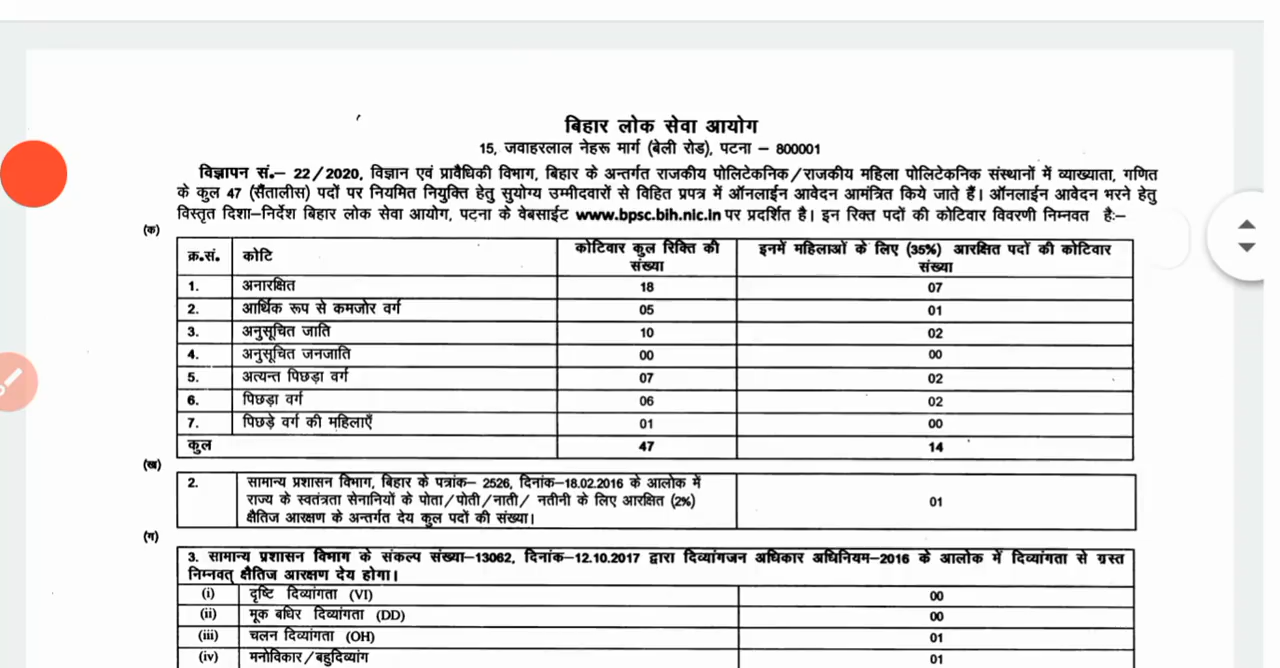 बिहार लोक सेवा आयोग
15, जवाहरलाल नेहरू मार्ग (बेली रोड), पटना – 800001
विज्ञापन सं.– 22/2020, विज्ञान एवं प्रावैधिकी विभाग, बिहार के अन्तर्गत राजकीय पोलिटेकनिक/राजकीय महिला पोलिटेकनिक संस्थानों में व्याख्याता, गणित
के कुल 47 (सैंतालीस) पदों पर नियमित नियुक्ति हेतु सुयोग्य उम्मीदवारों से विहित प्रपत्र में ऑनलाईन आवेदन आमंत्रित किये जाते हैं। ऑनलाईन आवेदन भरने हेतु
विस्तृत दिशा–निर्देश बिहार लोक सेवा आयोग, पटना के वेबसाईट www.bpsc.bih.nic.in पर प्रदर्शित है। इन रिक्त पदों की कोटिवार विवरणी निम्नवत है:–
(क)
क्र.सं. कोटि कोटिवार कुल रिक्ति की संख्या इनमें महिलाओं के लिए (35%) आरक्षित पदों की कोटिवार संख्या
1. अनारक्षित 18 07
2. आर्थिक रूप से कमजोर वर्ग 05 01
3. अनुसूचित जाति 10 02
4. अनुसूचित जनजाति 00 00
5. अत्यन्त पिछड़ा वर्ग 07 02
6. पिछड़ा वर्ग 06 02
7. पिछड़े वर्ग की महिलाएँ 01 00
कुल 47 14
(ख)
2. सामान्य प्रशासन विभाग, बिहार के पत्रांक– 2526, दिनांक–18.02.2016 के आलोक में
राज्य के स्वतंत्रता सेनानियों के पोता/पोती/नाती/ नतीनी के लिए आरक्षित (2%) 01
क्षैतिज आरक्षण के अन्तर्गत देय कुल पदों की संख्या।
(ग)
3. सामान्य प्रशासन विभाग के संकल्प संख्या–13062, दिनांक–12.10.2017 द्वारा दिव्यांगजन अधिकार अधिनियम–2016 के आलोक में दिव्यांगता से ग्रस्त
निम्नवत् क्षैतिज आरक्षण देय होगा।
(i) दृष्टि दिव्यांगता (VI) 00
(ii) मूक बधिर दिव्यांगता (DD) 00
(iii) चलन दिव्यांगता (OH) 01
(iv) मनोविकार/बहुदिव्यांग 01